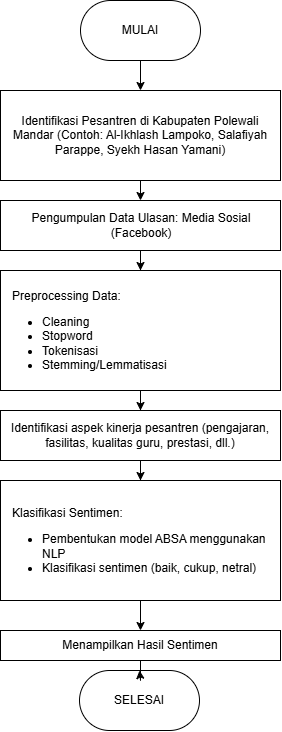 MULAI
Identifikasi Pesantren di Kabupaten Polewali
Mandar (Contoh: Al-Ikhlash Lampoko, Salafiyah
Parappe, Syekh Hasan Yamani)
Pengumpulan Data Ulasan: Media Sosial
(Facebook)
Preprocessing Data:
• Cleaning
• Stopword
• Tokenisasi
• Stemming/Lemmatisasi
Identifikasi aspek kinerja pesantren (pengajaran,
fasilitas, kualitas guru, prestasi, dll.)
Klasifikasi Sentimen:
• Pembentukan model ABSA menggunakan
NLP
• Klasifikasi sentimen (baik, cukup, netral)
Menampilkan Hasil Sentimen
SELESAI